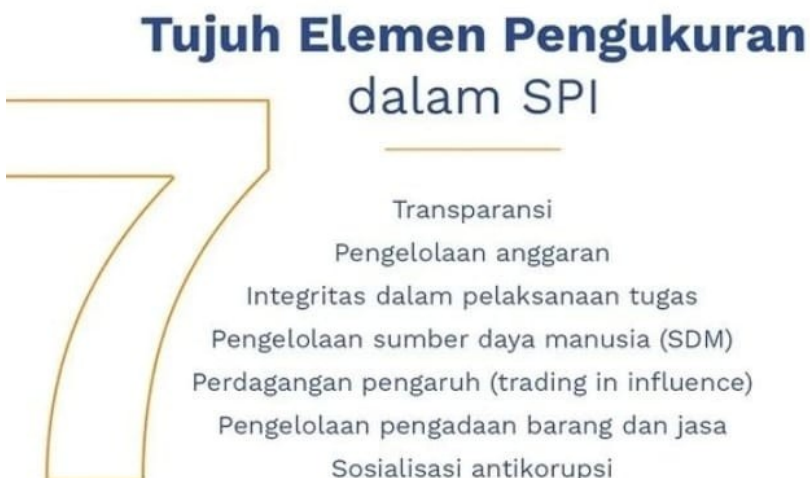 Tujuh Elemen Pengukuran
dalam SPI
7
Transparansi
Pengelolaan anggaran
Integritas dalam pelaksanaan tugas
Pengelolaan sumber daya manusia (SDM)
Perdagangan pengaruh (trading in influence)
Pengelolaan pengadaan barang dan jasa
Sosialisasi antikorupsi